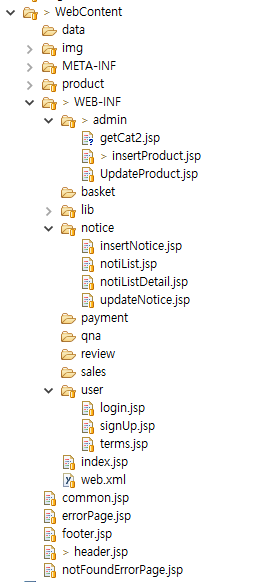 > WebContent
data
img
META-INF
product
> WEB-INF
> admin
getCat2.jsp
> insertProduct.jsp
UpdateProduct.jsp
basket
lib
notice
insertNotice.jsp
notiList.jsp
notiListDetail.jsp
updateNotice.jsp
payment
qna
review
sales
user
login.jsp
signUp.jsp
terms.jsp
index.jsp
web.xml
common.jsp
errorPage.jsp
footer.jsp
> header.jsp
notFoundErrorPage.jsp